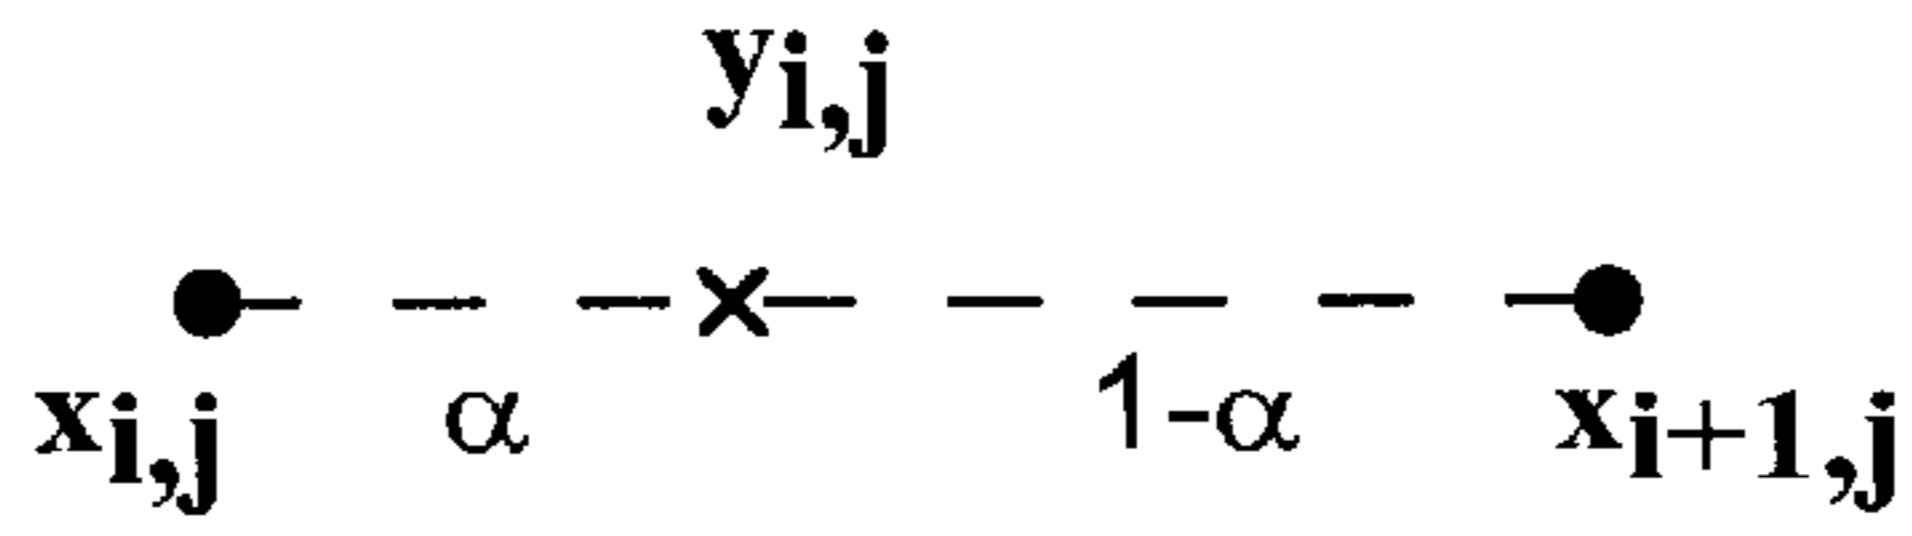 yi,j
xi,j α 1-α xi+1,j